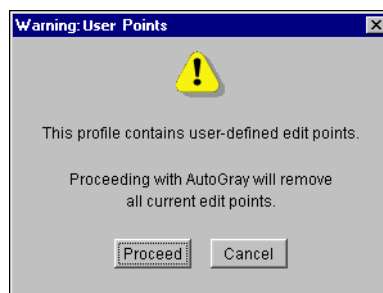 Warning: User Points
This profile contains user-defined edit points.
Proceeding with AutoGray will remove
all current edit points.
Proceed Cancel